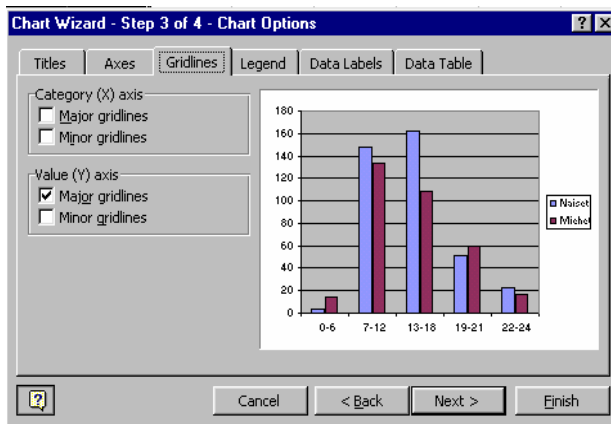 Chart Wizard - Step 3 of 4 - Chart Options
Titles Axes Gridlines Legend Data Labels Data Table
Category (X) axis
Major gridlines
Minor gridlines
Value (Y) axis
Major gridlines
Minor gridlines
180
160
140
120
100
80
60
40
20
0
0-6 7-12 13-18 19-21 22-24
Naiset
Miehet
Cancel < Back Next > Finish